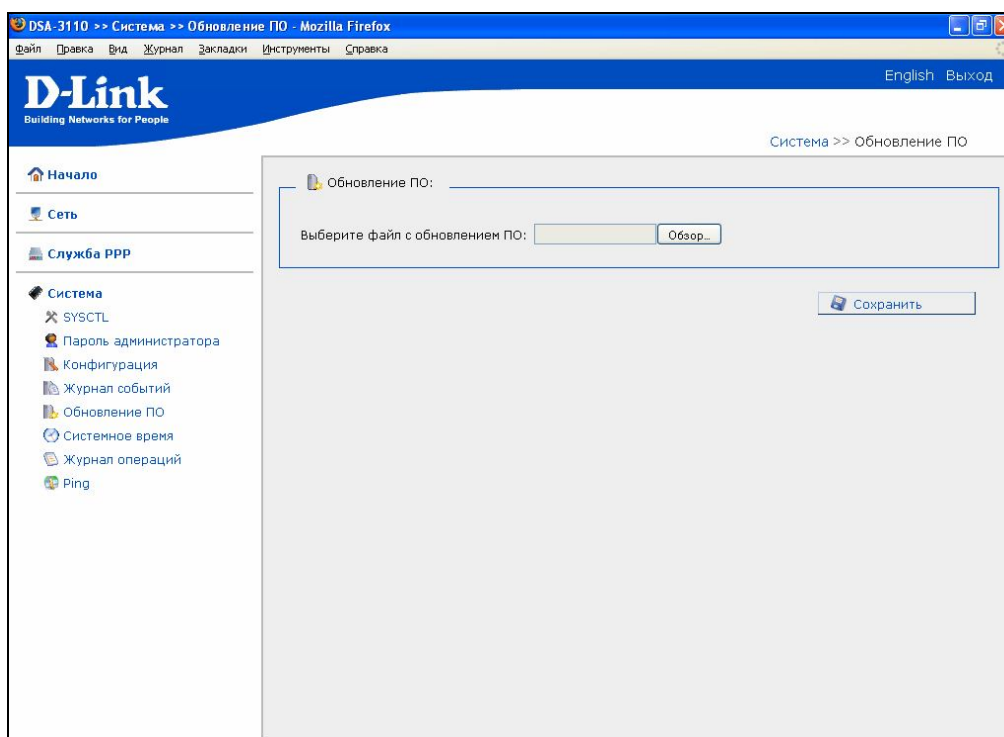 DSA-3110 >> Система >> Обновление ПО - Mozilla Firefox
Файл Правка Вид Журнал Закладки Инструменты Справка
D-Link
Building Networks for People
English Выход
Система >> Обновление ПО
Начало
Сеть
Служба PPP
Система
SYSCTL
Пароль администратора
Конфигурация
Журнал событий
Обновление ПО
Системное время
Журнал операций
Ping
Обновление ПО:
Выберите файл с обновлением ПО: Обзор...
Сохранить